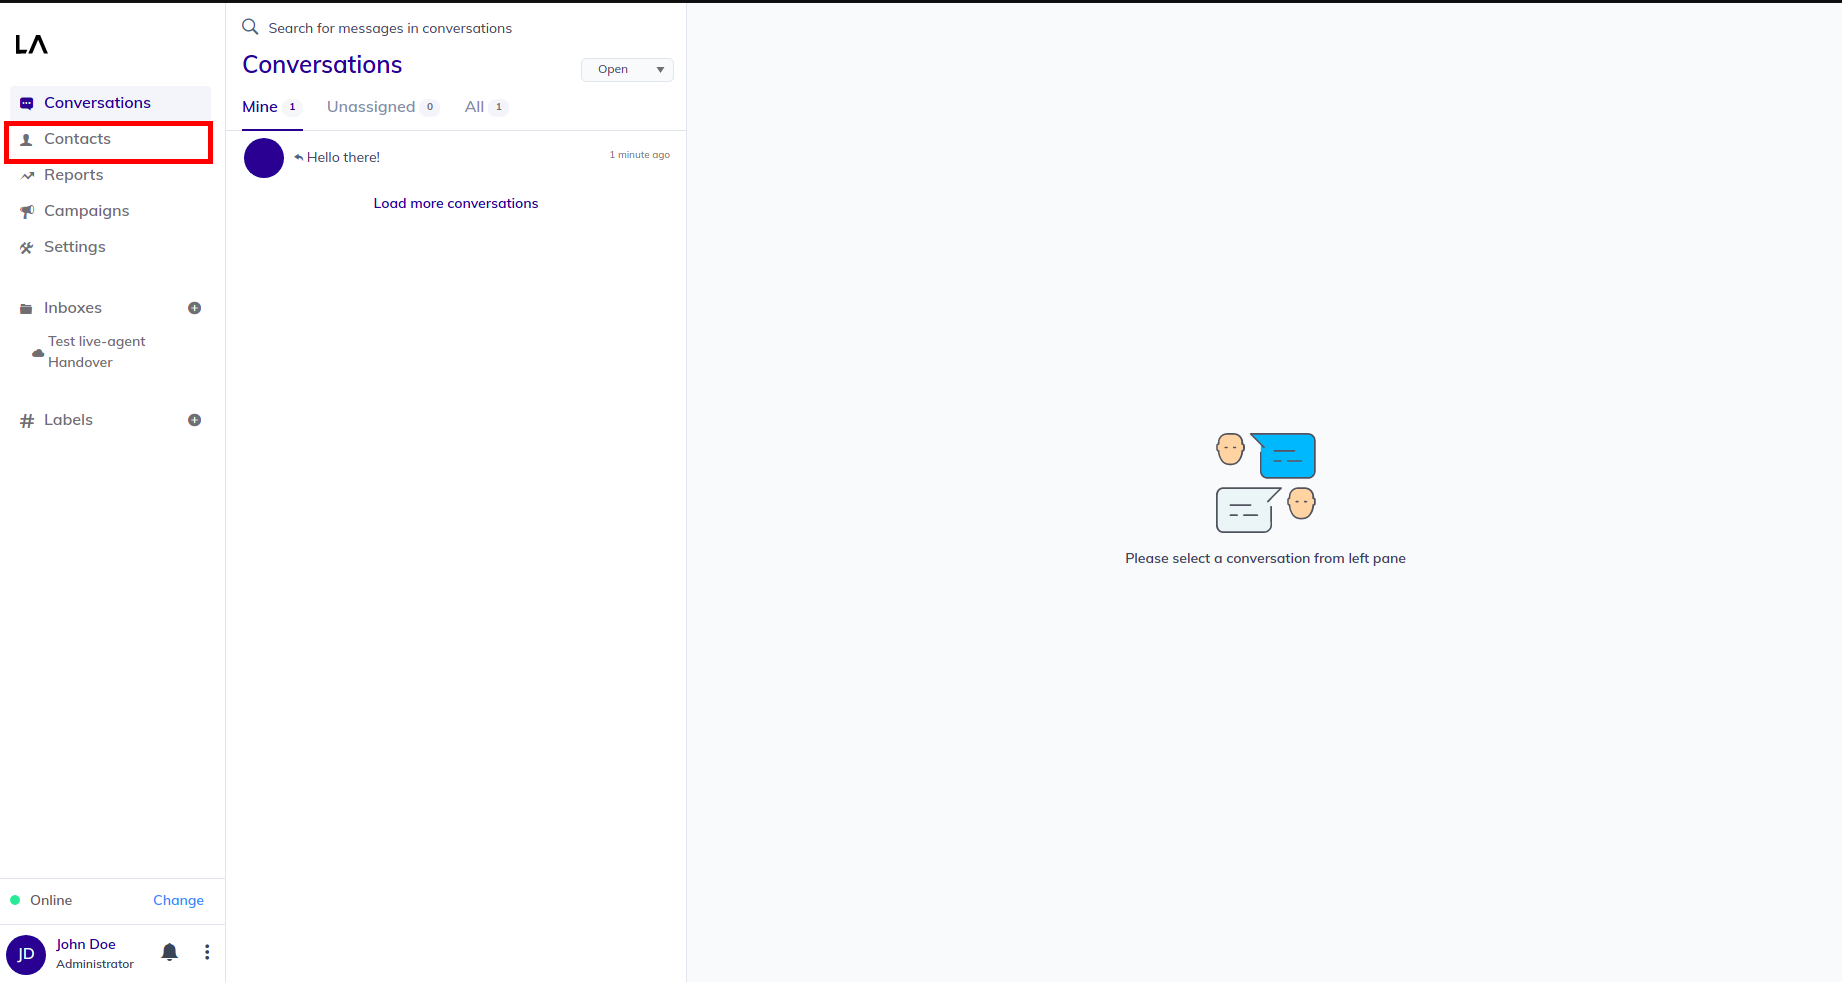 LA
Conversations
Contacts
Reports
Campaigns
Settings
Inboxes
Test live-agent
Handover
Labels
Online Change
JD
John Doe
Administrator
Search for messages in conversations
Conversations
Open
Mine 1 Unassigned 0 All 1
Hello there! 1 minute ago
Load more conversations
Please select a conversation from left pane